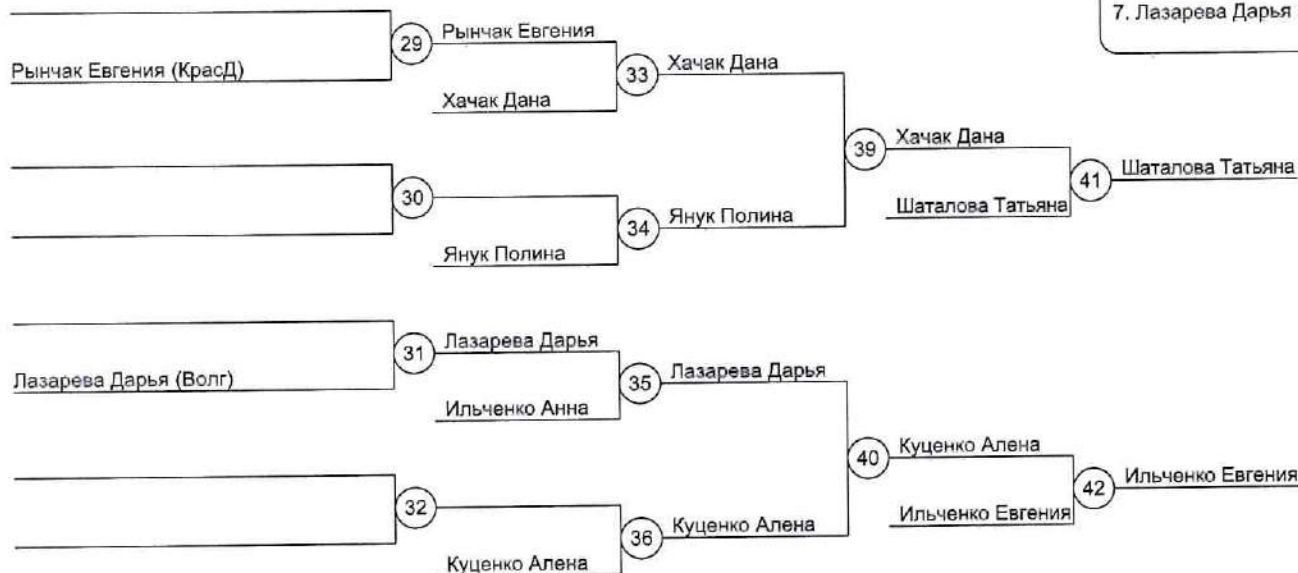 7. Лазарева Дарья
29 Рынчак Евгения
Рынчак Евгения (КрасД)
33 Хачак Дана
Хачак Дана
39 Хачак Дана
41 Шаталова Татьяна
30
Шаталова Татьяна
34 Янук Полина
Янук Полина
31 Лазарева Дарья
Лазарева Дарья (Волг)
35 Лазарева Дарья
Ильченко Анна
40 Куценко Алена
42 Ильченко Евгения
32
Ильченко Евгения
36 Куценко Алена
Куценко Алена